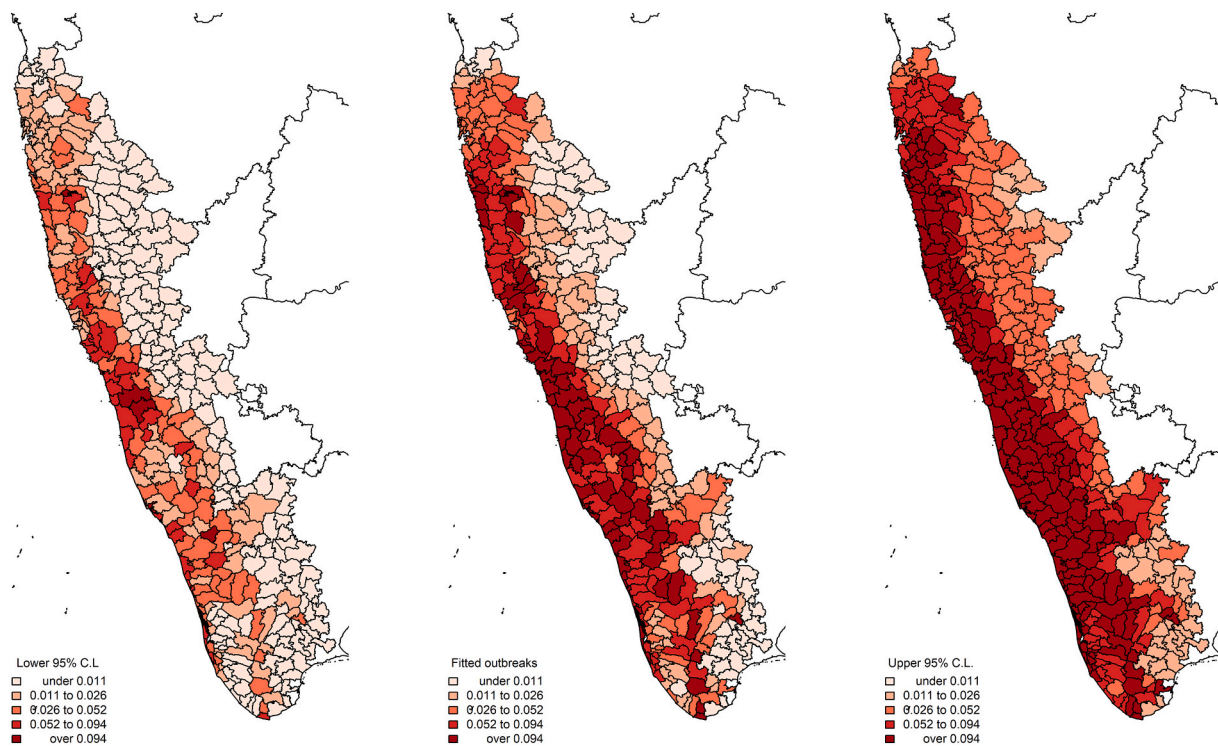 Lower 95% C.L
under 0.011
0.011 to 0.026
0.026 to 0.052
0.052 to 0.094
over 0.094
Fitted outbreaks
under 0.011
0.011 to 0.026
0.026 to 0.052
0.052 to 0.094
over 0.094
Upper 95% C.L.
under 0.011
0.011 to 0.026
0.026 to 0.052
0.052 to 0.094
over 0.094